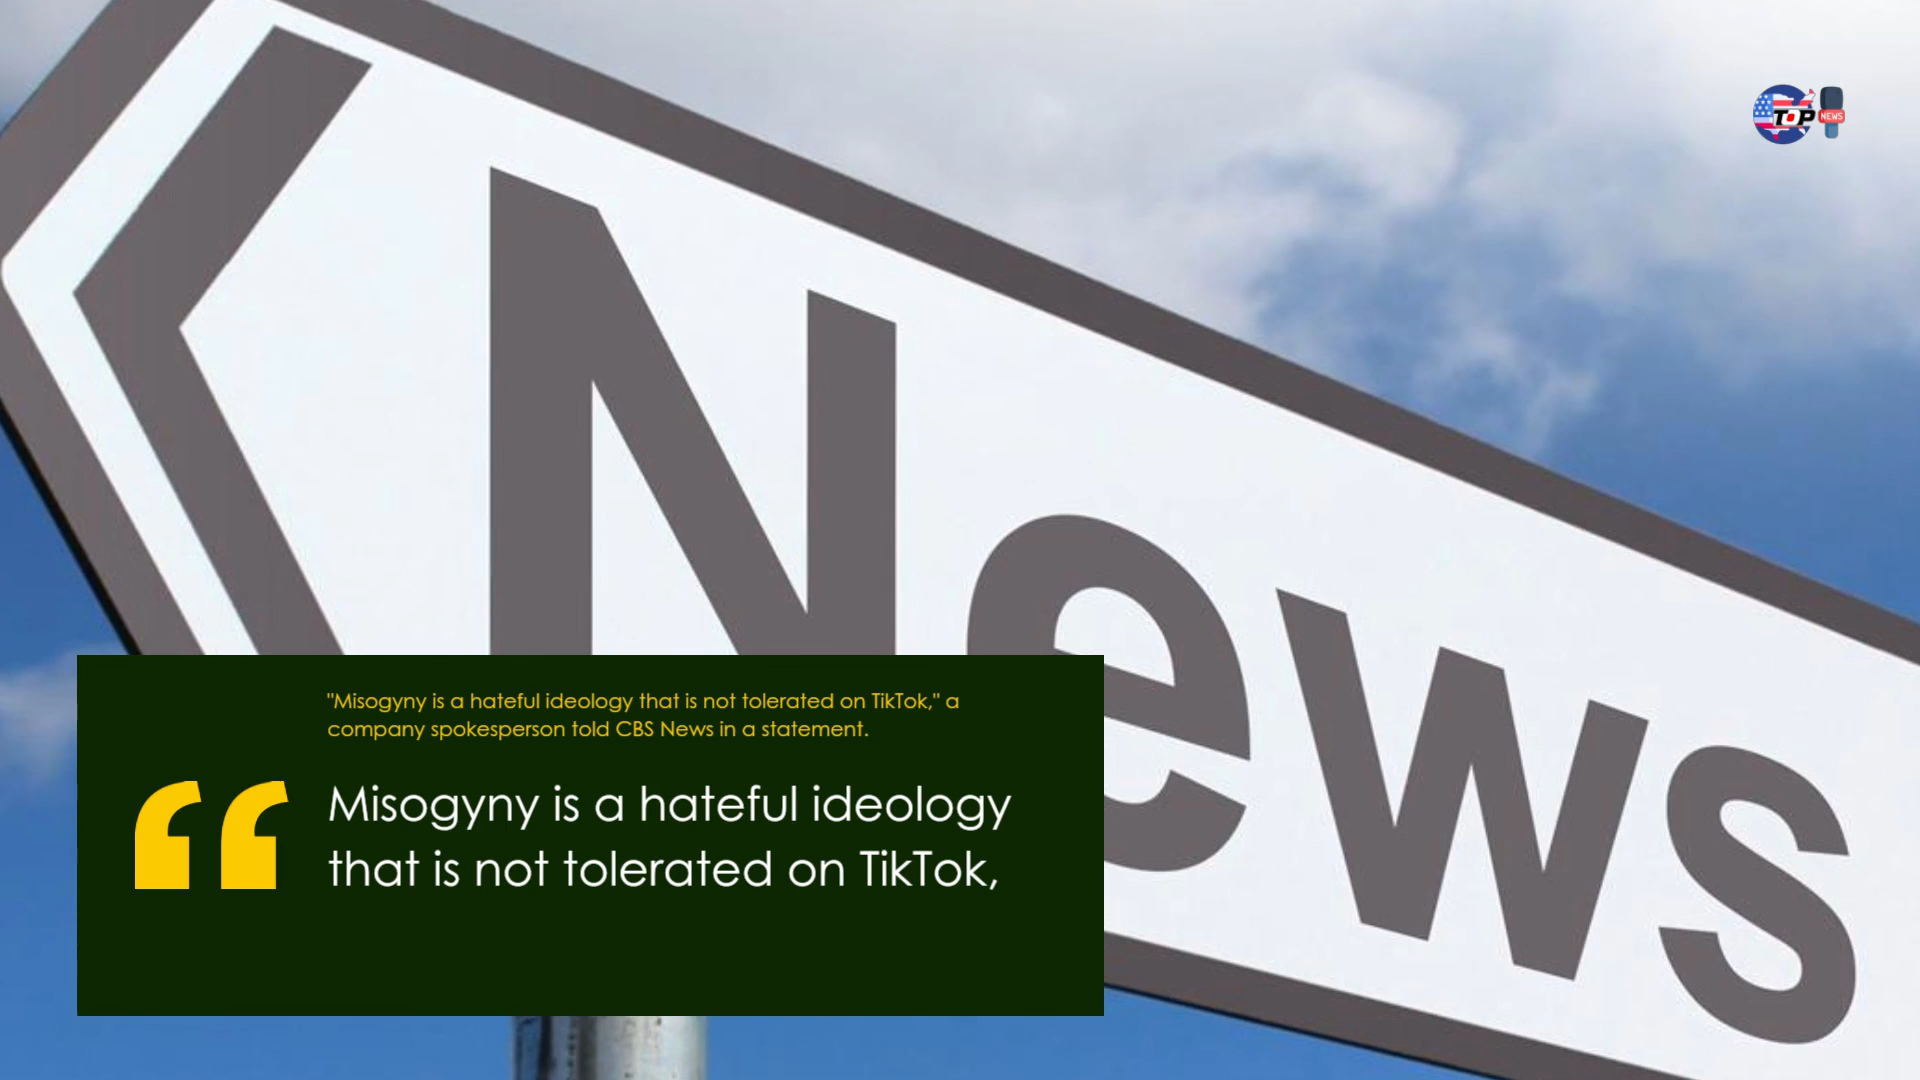 TOP
NEWS
News
"Misogyny is a hateful ideology that is not tolerated on TikTok," a
company spokesperson told CBS News in a statement.
Misogyny is a hateful ideology
that is not tolerated on TikTok,